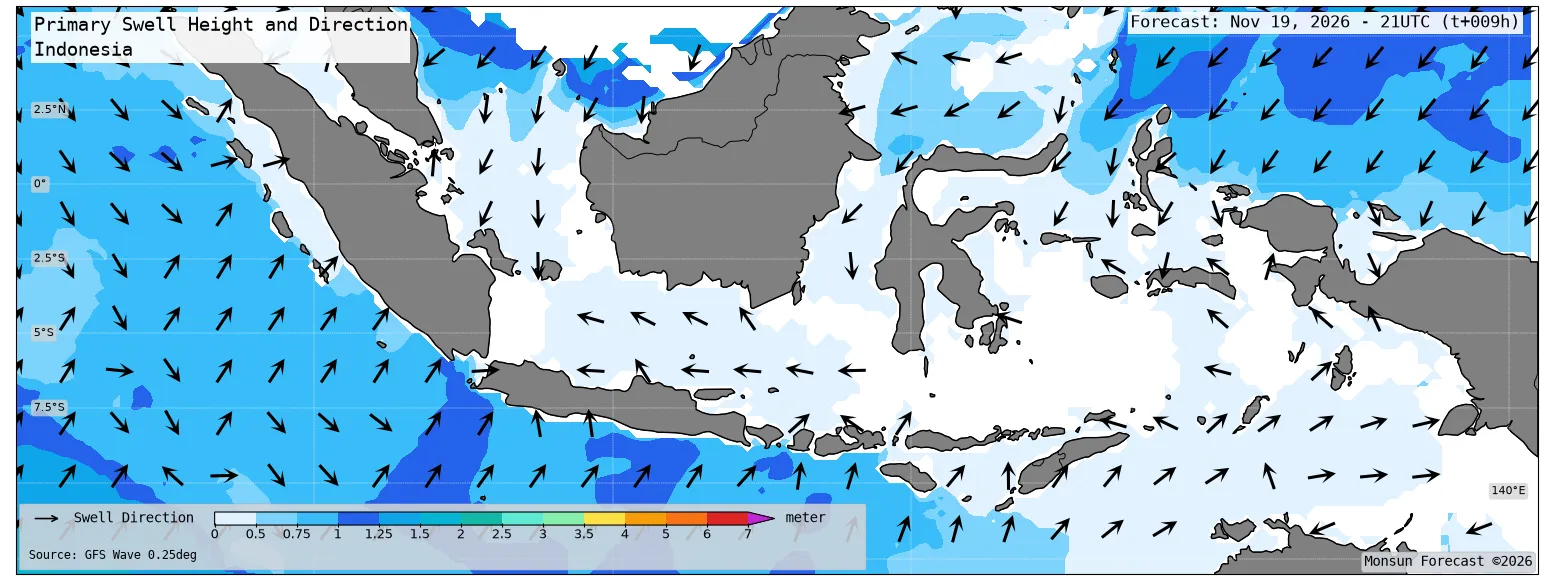 Primary Swell Height and Direction
Indonesia
Forecast: Nov 19, 2026 - 21UTC (t+009h)
2.5°N
0°
2.5°S
5°S
7.5°S
140°E
Swell Direction
0 0.5 0.75 1 1.25 1.5 2 2.5 3 3.5 4 5 6 7
meter
Source: GFS Wave 0.25deg
Monsun Forecast ©2026